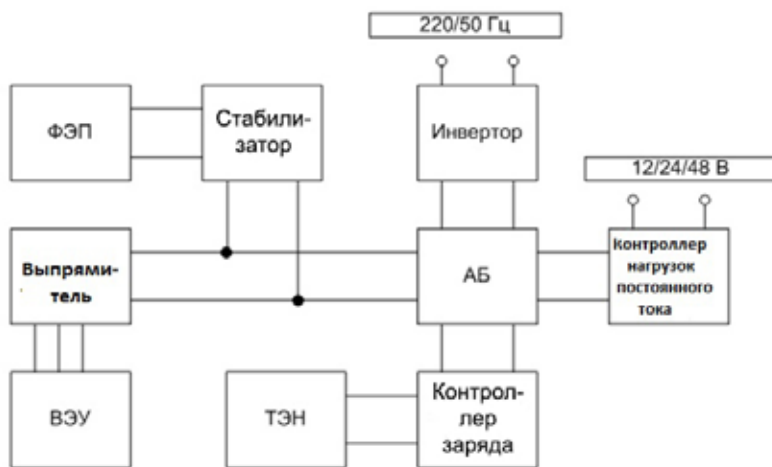 220/50 Гц
ФЭП
Стабили-
затор
Инвертор
12/24/48 В
Выпрями-
тель
АБ
Контроллер
нагрузок
постоянного
тока
ВЭУ
ТЭН
Контрол-
лер
заряда